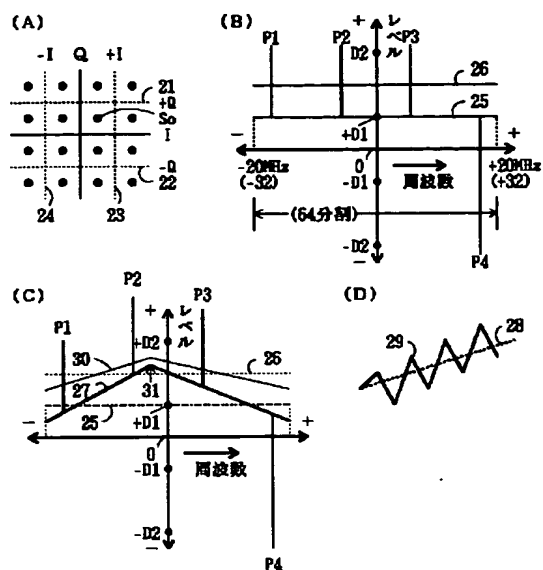 (A)
-I Q +I
21
+Q
So
I
-Q
22
24 23
(B)
+
レベル
P1 P2 D2 P3
26
25
+D1
- +
0
-20MHz
(-32)
周波数
+20MHz
(+32)
-D1
(64分割)
-D2
-
P4
(C)
+
レベル
P2
P3
P1
+D2
30
26
27
31
25
+D1
- +
0
周波数
-D1
-D2
-
P4
(D)
29
28